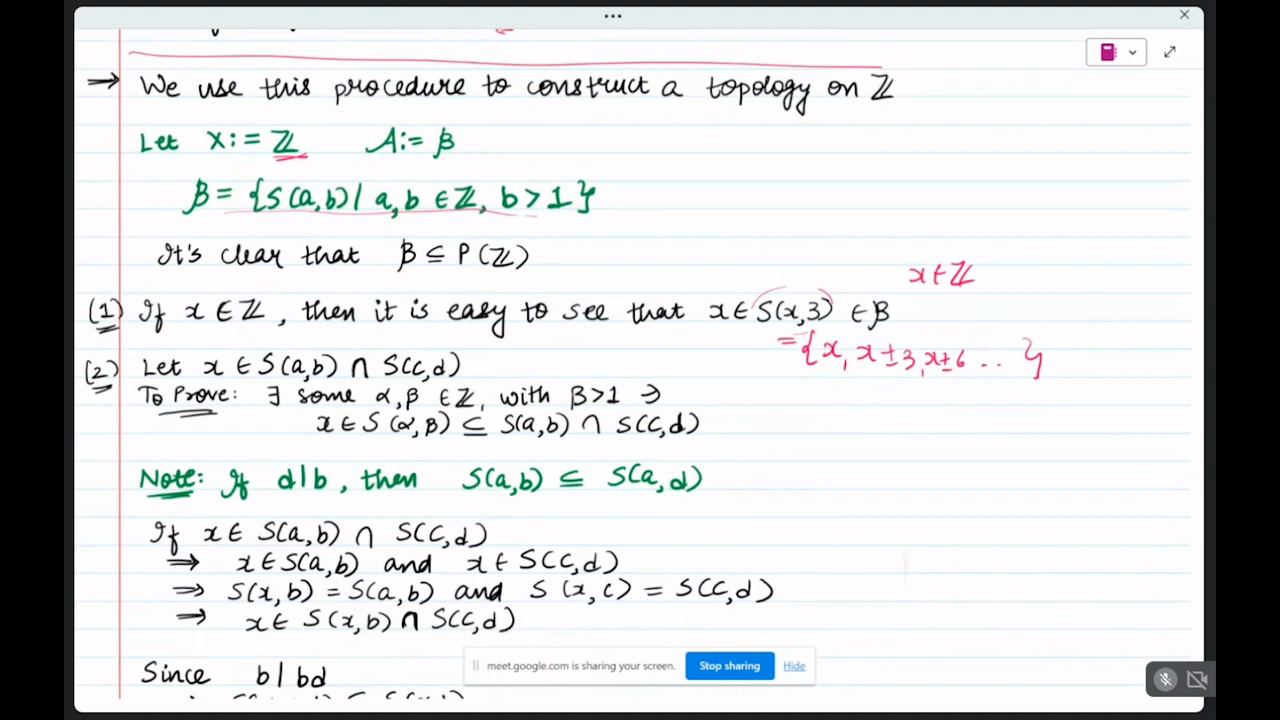 ⇒ We use this procedure to construct a topology on ℤ
Let X := ℤ A := β
β = {S(a,b) | a,b ∈ ℤ, b > 1}
It's clear that β ⊆ P(ℤ)
x ∈ ℤ
(1) If x ∈ ℤ, then it is easy to see that x ∈ S(x,3) ∈ β
= {x, x±3, x±6 ... }
(2) Let x ∈ S(a,b) ∩ S(c,d)
To Prove: ∃ some α,β ∈ ℤ, with β>1 ∋
x ∈ S(α,β) ⊆ S(a,b) ∩ S(c,d)
Note: If d|b, then S(a,b) ⊆ S(a,d)
If x ∈ S(a,b) ∩ S(c,d)
⇒ x ∈ S(a,b) and x ∈ S(c,d)
⇒ S(x,b) = S(a,b) and S(x,c) = S(c,d)
⇒ x ∈ S(x,b) ∩ S(c,d)
meet.google.com is sharing your screen. Stop sharing Hide
Since b | bd